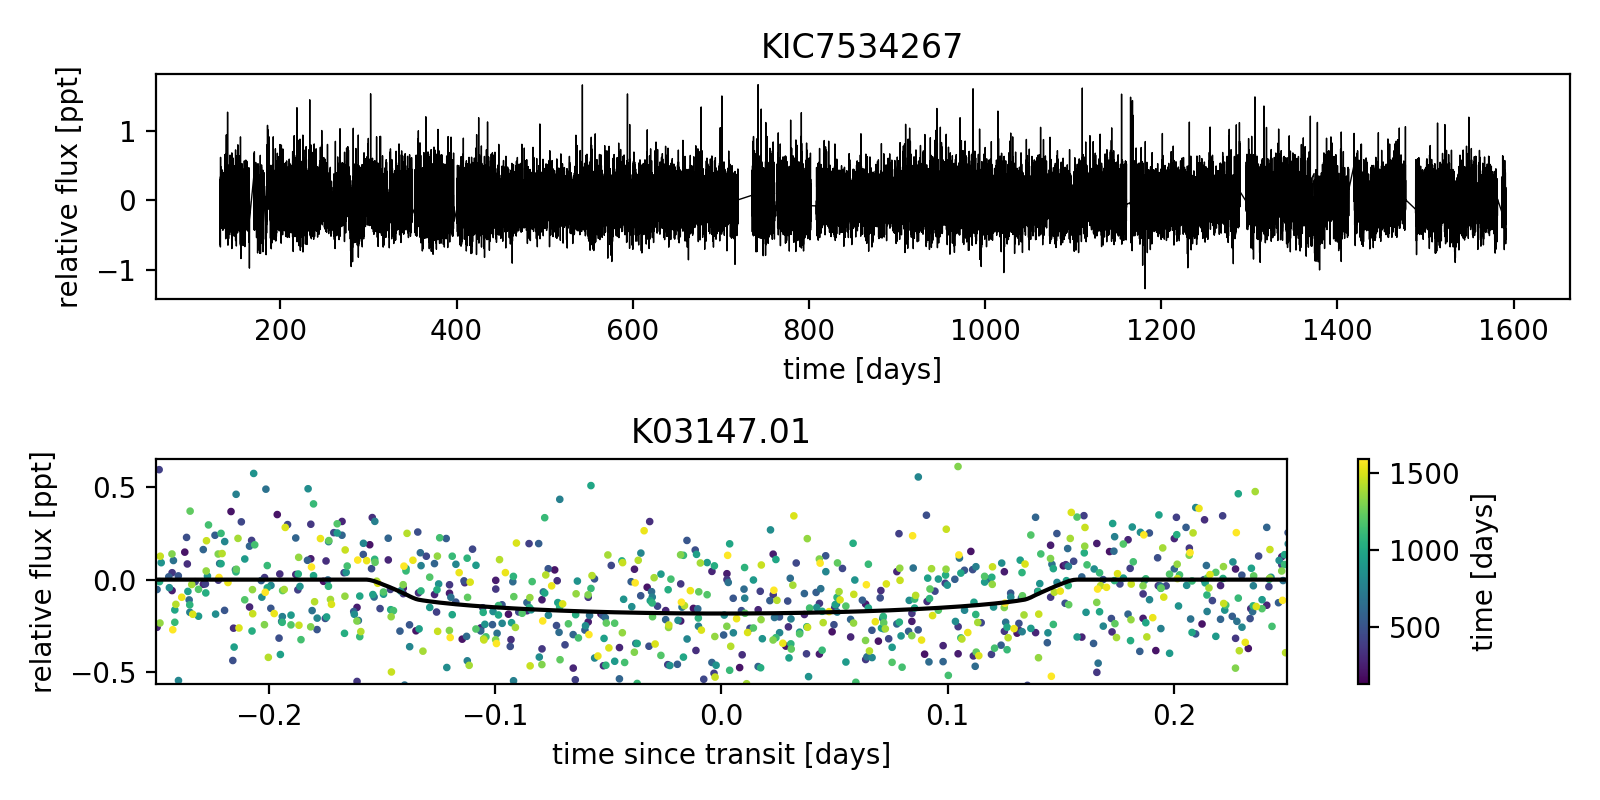 KIC7534267
relative flux [ppt]
1
0
−1
200 400 600 800 1000 1200 1400 1600
time [days]
K03147.01
relative flux [ppt]
0.5
0.0
−0.5
−0.2 −0.1 0.0 0.1 0.2
time since transit [days]
1500
1000
500
time [days]